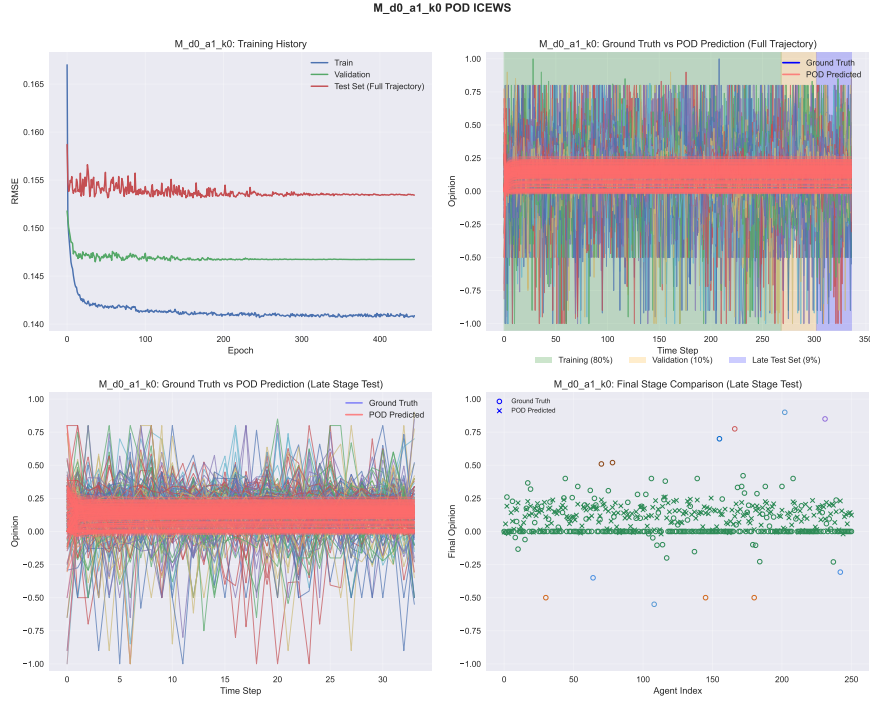 M_d0_a1_k0 POD ICEWS
M_d0_a1_k0: Training History
Train
Validation
Test Set (Full Trajectory)
RMSE
0.165
0.160
0.155
0.150
0.145
0.140
0
100
200
300
400
Epoch
M_d0_a1_k0: Ground Truth vs POD Prediction (Full Trajectory)
Ground Truth
POD Predicted
Opinion
1.00
0.75
0.50
0.25
0.00
−0.25
−0.50
−0.75
−1.00
0
50
100
150
200
250
300
350
Time Step
Training (80%)
Validation (10%)
Late Test Set (9%)
M_d0_a1_k0: Ground Truth vs POD Prediction (Late Stage Test)
Ground Truth
POD Predicted
Opinion
1.00
0.75
0.50
0.25
0.00
−0.25
−0.50
−0.75
−1.00
0
5
10
15
20
25
30
Time Step
M_d0_a1_k0: Final Stage Comparison (Late Stage Test)
Ground Truth
POD Predicted
Final Opinion
1.00
0.75
0.50
0.25
0.00
−0.25
−0.50
−0.75
−1.00
0
50
100
150
200
250
Agent Index